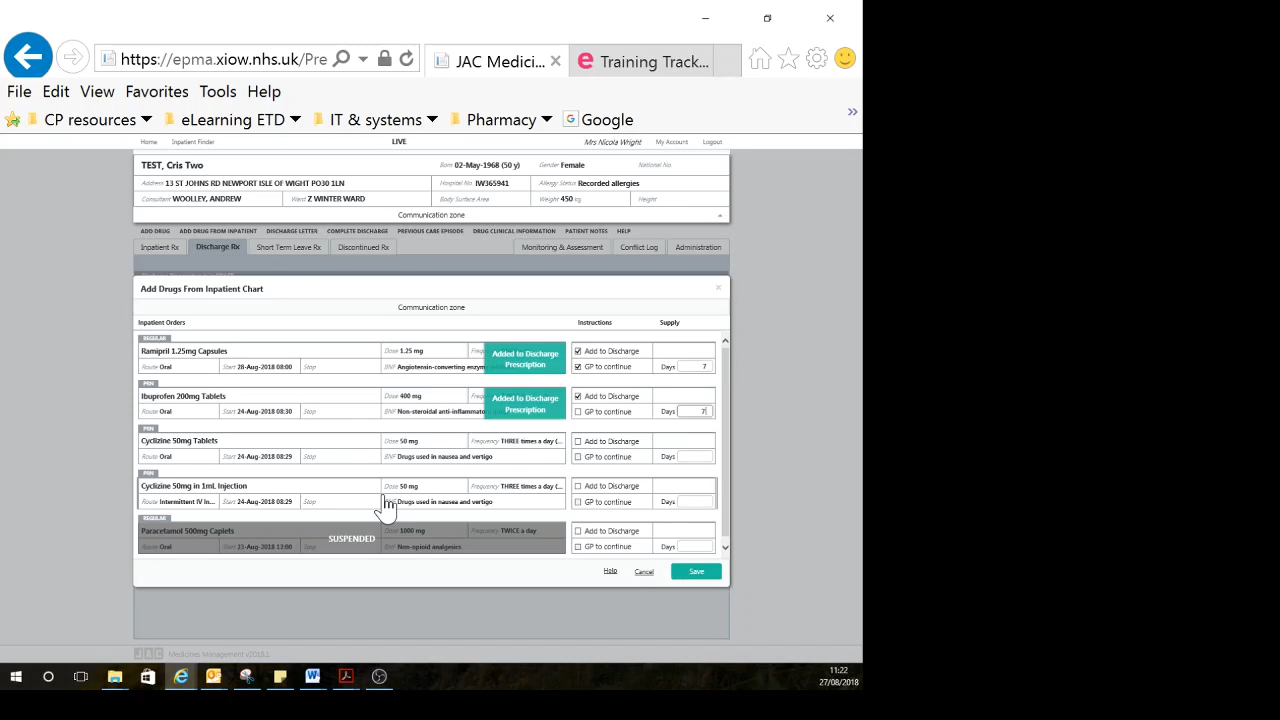 https://epma.xiow.nhs.uk/Pre
JAC Medici...
Training Track...
File Edit View Favorites Tools Help
CP resources eLearning ETD IT & systems Pharmacy Google
Home Inpatient Finder LIVE Mrs Nicola Wright My Account Logout
TEST, Cris Two Born 02-May-1968 (50 y) Gender Female National No.
Address 13 ST JOHNS RD NEWPORT ISLE OF WIGHT PO30 1LN Hospital No. IW365941 Allergy Status Recorded allergies
Consultant WOOLLEY, ANDREW Ward Z WINTER WARD Body Surface Area Weight 450 kg Height
Communication zone
ADD DRUG ADD DRUG FROM INPATIENT DISCHARGE LETTER COMPLETE DISCHARGE PREVIOUS CARE EPISODE DRUG CLINICAL INFORMATION PATIENT NOTES HELP
Inpatient Rx Discharge Rx Short Term Leave Rx Discontinued Rx Monitoring & Assessment Conflict Log Administration
Add Drugs From Inpatient Chart
Communication zone
Inpatient Orders Instructions Supply
REGULAR
Ramipril 1.25mg Capsules Dose 1.25 mg Added to Discharge Prescription Add to Discharge
Route Oral Start 28-Aug-2018 08:00 Stop BNF Angiotensin-converting enzym GP to continue Days 7
PRN
Ibuprofen 200mg Tablets Dose 400 mg Added to Discharge Prescription Add to Discharge
Route Oral Start 24-Aug-2018 08:30 Stop BNF Non-steroidal anti-inflammat GP to continue Days 7
PRN
Cyclizine 50mg Tablets Dose 50 mg Frequency THREE times a day (... Add to Discharge
Route Oral Start 24-Aug-2018 08:29 Stop BNF Drugs used in nausea and vertigo GP to continue Days
PRN
Cyclizine 50mg in 1mL Injection Dose 50 mg Frequency THREE times a day (... Add to Discharge
Route Intermittent IV In... Start 24-Aug-2018 08:29 Stop Drugs used in nausea and vertigo GP to continue Days
REGULAR
Paracetamol 500mg Caplets Dose 1000 mg Frequency TWICE a day Add to Discharge
SUSPENDED
Route Oral Start 23-Aug-2018 13:00 Stop BNF Non-opioid analgesics GP to continue Days
Help Cancel Save
JAC Medicines Management v2018.1
11:22
27/08/2018